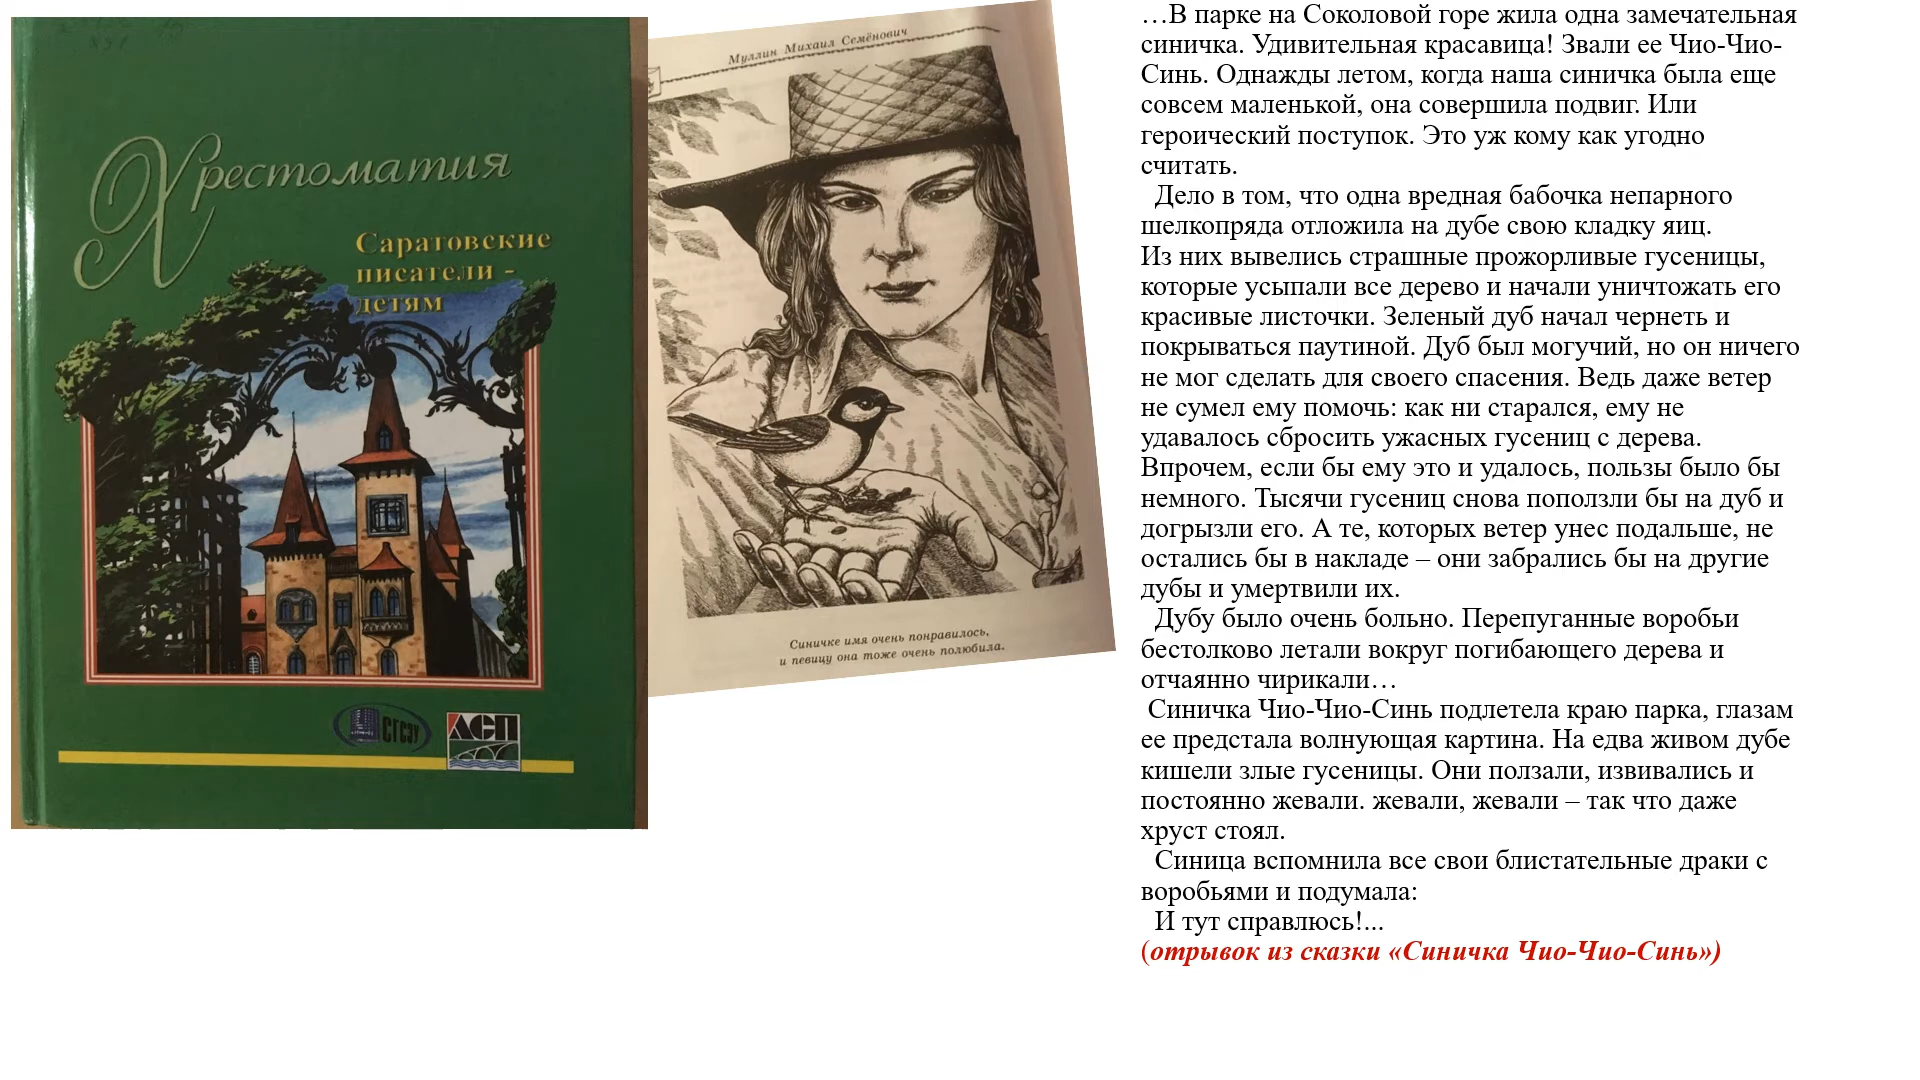 Хрестоматия
Саратовские
писатели -
детям
СГСЭУ
ЛСП
Муллин Михаил Семёнович
Синичке имя очень понравилось,
и певицу она тоже очень полюбила.
…В парке на Соколовой горе жила одна замечательная
синичка. Удивительная красавица! Звали ее Чио-Чио-
Синь. Однажды летом, когда наша синичка была еще
совсем маленькой, она совершила подвиг. Или
героический поступок. Это уж кому как угодно
считать.
Дело в том, что одна вредная бабочка непарного
шелкопряда отложила на дубе свою кладку яиц.
Из них вывелись страшные прожорливые гусеницы,
которые усыпали все дерево и начали уничтожать его
красивые листочки. Зеленый дуб начал чернеть и
покрываться паутиной. Дуб был могучий, но он ничего
не мог сделать для своего спасения. Ведь даже ветер
не сумел ему помочь: как ни старался, ему не
удавалось сбросить ужасных гусениц с дерева.
Впрочем, если бы ему это и удалось, пользы было бы
немного. Тысячи гусениц снова поползли бы на дуб и
догрызли его. А те, которых ветер унес подальше, не
остались бы в накладе – они забрались бы на другие
дубы и умертвили их.
Дубу было очень больно. Перепуганные воробьи
бестолково летали вокруг погибающего дерева и
отчаянно чирикали…
Синичка Чио-Чио-Синь подлетела краю парка, глазам
ее предстала волнующая картина. На едва живом дубе
кишели злые гусеницы. Они ползали, извивались и
постоянно жевали. жевали, жевали – так что даже
хруст стоял.
Синица вспомнила все свои блистательные драки с
воробьями и подумала:
И тут справлюсь!...
(отрывок из сказки «Синичка Чио-Чио-Синь»)